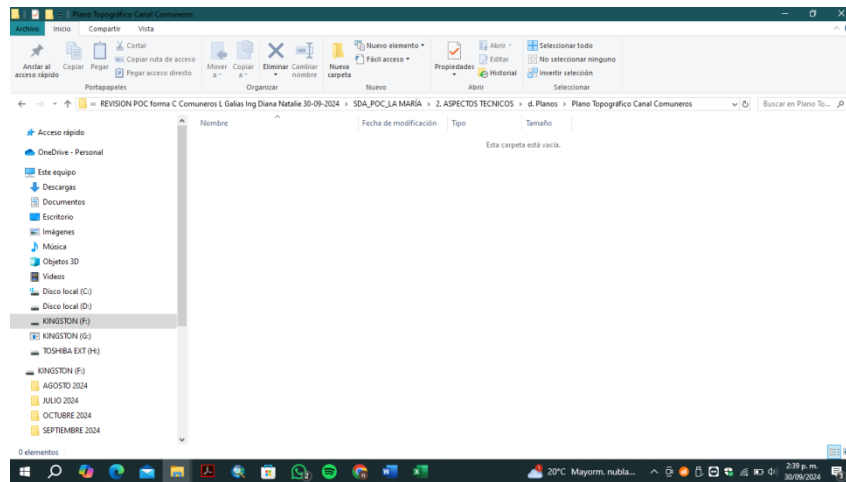 Plano Topográfico Canal Comuneros
Archivo Inicio Compartir Vista
Anclar al acceso rápido
Copiar
Pegar
Cortar
Copiar ruta de acceso
Pegar acceso directo
Portapapeles
Mover a
Copiar a
Eliminar
Cambiar nombre
Organizar
Nueva carpeta
Nuevo elemento
Fácil acceso
Nuevo
Propiedades
Abrir
Editar
Historial
Abrir
Seleccionar todo
No seleccionar ninguno
Invertir selección
Seleccionar
« REVISION POC forma C Comuneros L Galias Ing Diana Natalie 30-09-2024 › SDA_POC_LA MARÍA › 2. ASPECTOS TECNICOS › d. Planos › Plano Topográfico Canal Comuneros
Buscar en Plano To...
Nombre Fecha de modificación Tipo Tamaño
Esta carpeta está vacía.
Acceso rápido
OneDrive - Personal
Este equipo
Descargas
Documentos
Escritorio
Imágenes
Música
Objetos 3D
Videos
Disco local (C:)
Disco local (D:)
KINGSTON (F:)
KINGSTON (G:)
TOSHIBA EXT (H:)
KINGSTON (F:)
AGOSTO 2024
JULIO 2024
OCTUBRE 2024
SEPTIEMBRE 2024
0 elementos
20°C Mayorm. nubla...
2:39 p. m.
30/09/2024